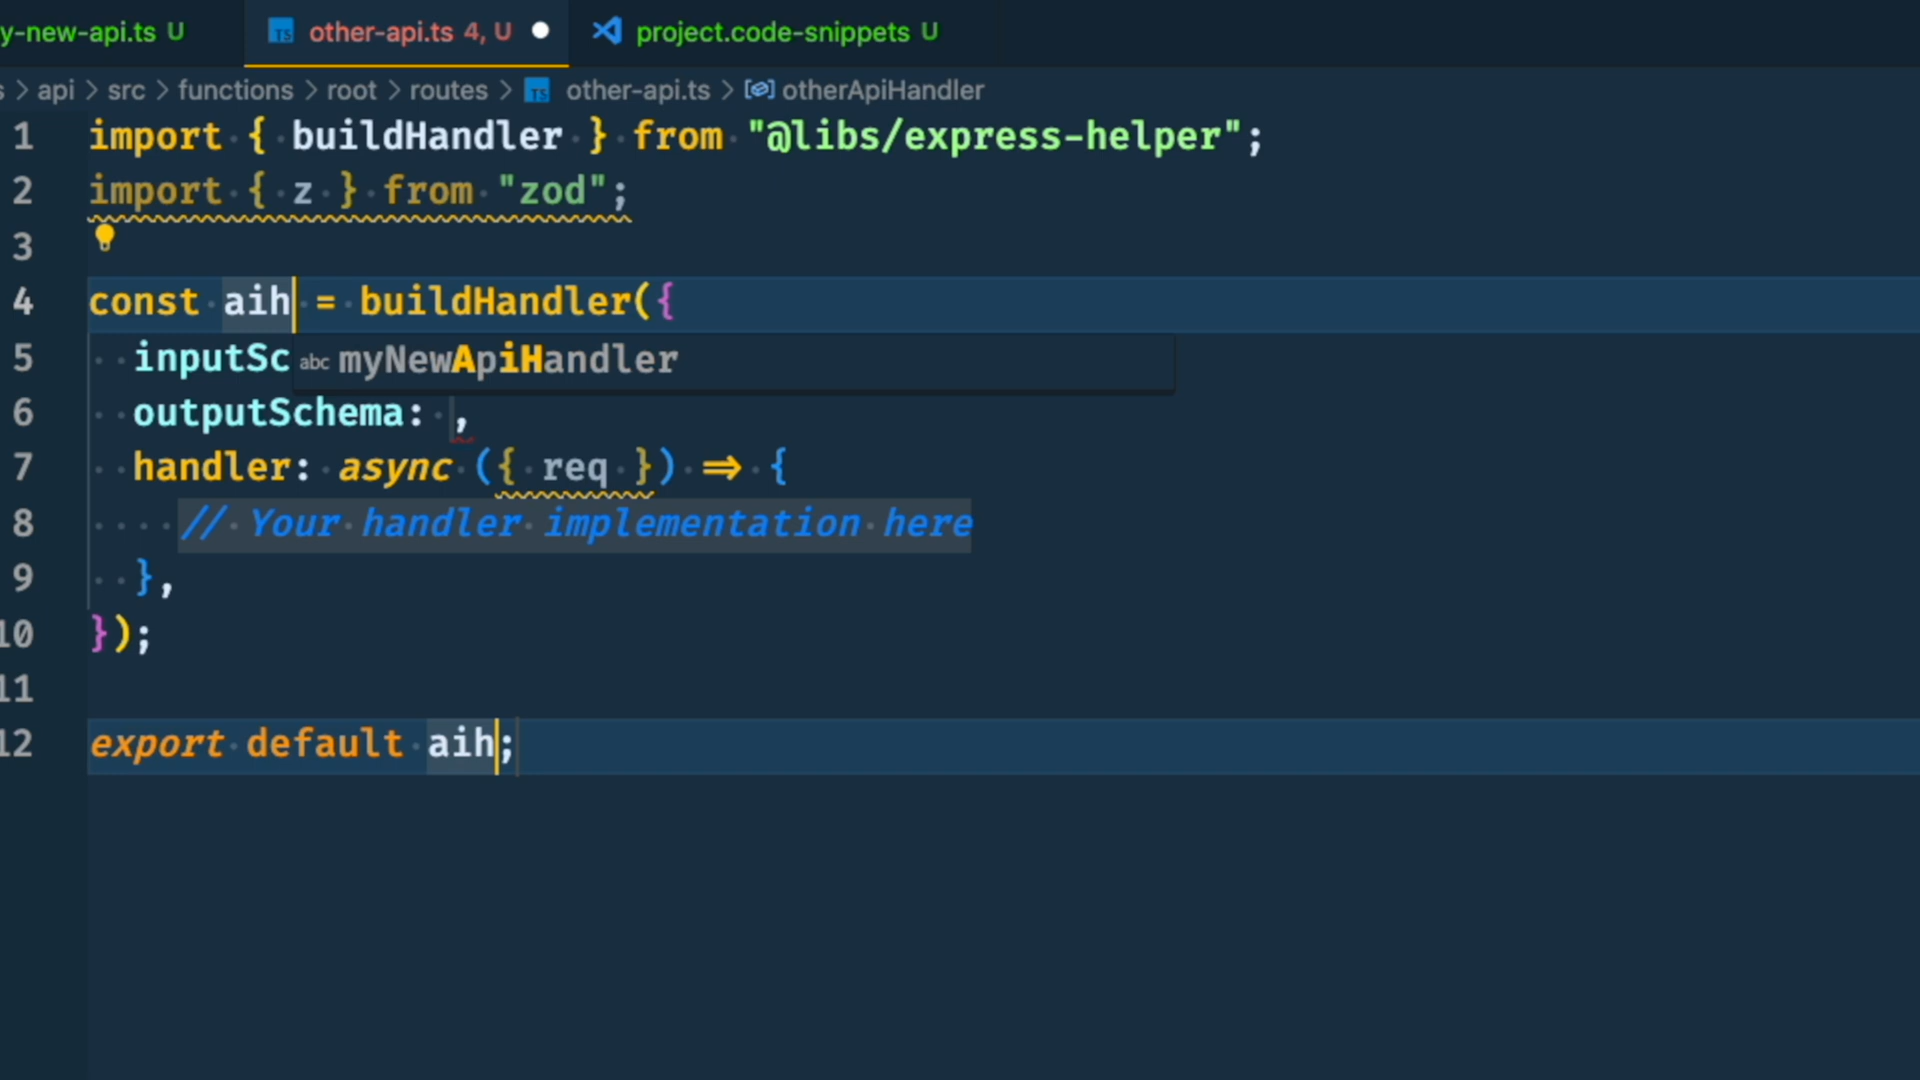 y-new-api.ts U
other-api.ts 4, U
project.code-snippets U
s > api > src > functions > root > routes > TS other-api.ts > otherApiHandler
1 import { buildHandler } from "@libs/express-helper";
2 import { z } from "zod";
3
4 const aih = buildHandler({
5 inputSc
abc myNewApiHandler
6 outputSchema: ,
7 handler: async ({ req }) => {
8 // Your handler implementation here
9 },
10 });
11
12 export default aih;